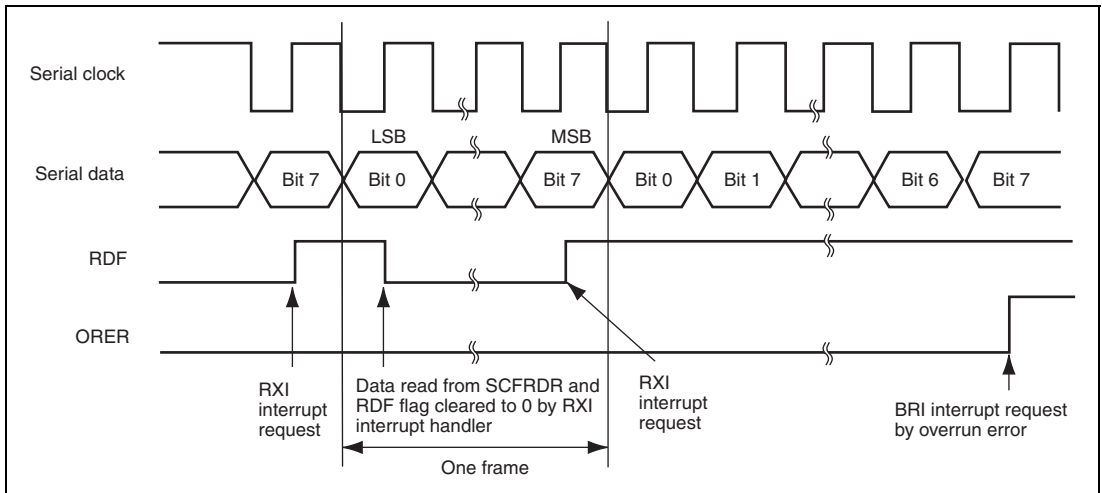 Serial clock
LSB
MSB
Serial data
Bit 7
Bit 0
Bit 7
Bit 0
Bit 1
Bit 6
Bit 7
RDF
ORER
RXI
interrupt
request
Data read from SCFRDR and
RDF flag cleared to 0 by RXI
interrupt handler
RXI
interrupt
request
BRI interrupt request
by overrun error
One frame